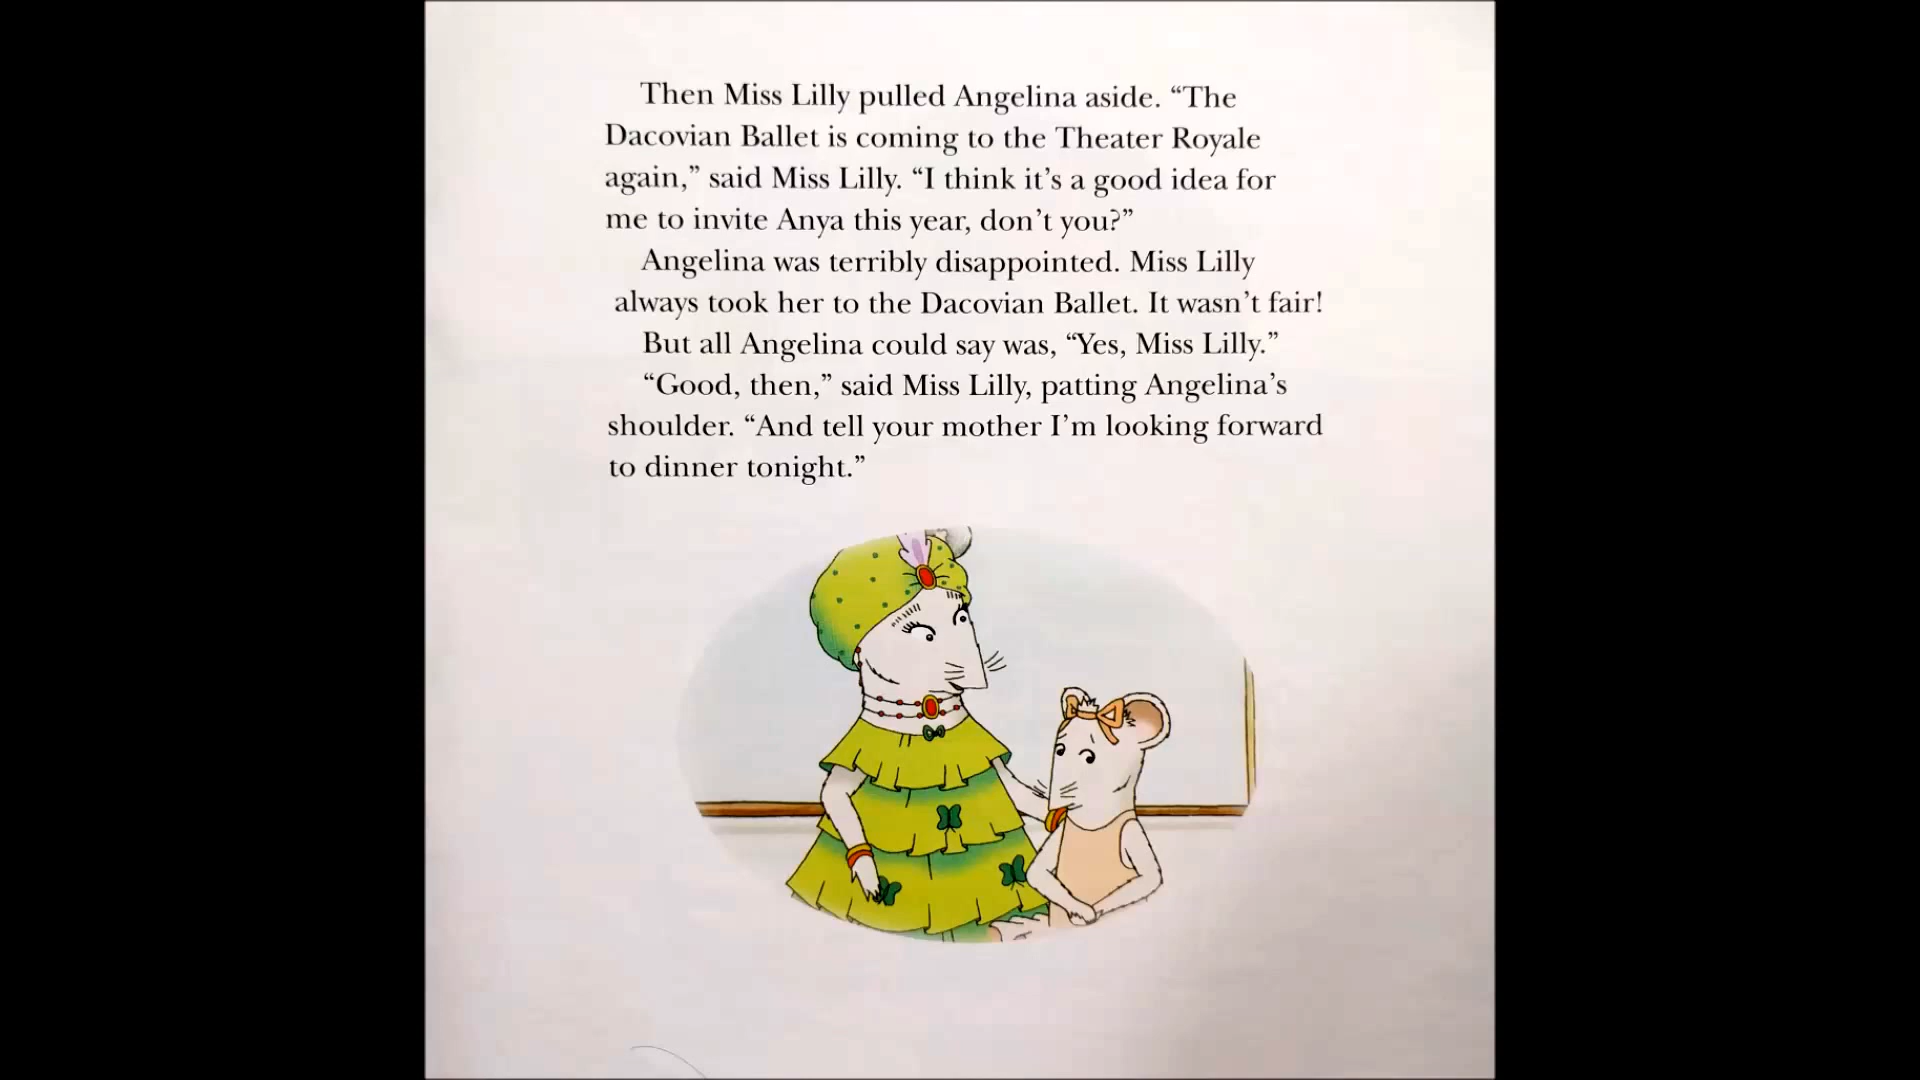 Then Miss Lilly pulled Angelina aside. “The
Dacovian Ballet is coming to the Theater Royale
again,” said Miss Lilly. “I think it’s a good idea for
me to invite Anya this year, don’t you?”
Angelina was terribly disappointed. Miss Lilly
always took her to the Dacovian Ballet. It wasn’t fair!
But all Angelina could say was, “Yes, Miss Lilly.”
“Good, then,” said Miss Lilly, patting Angelina’s
shoulder. “And tell your mother I’m looking forward
to dinner tonight.”